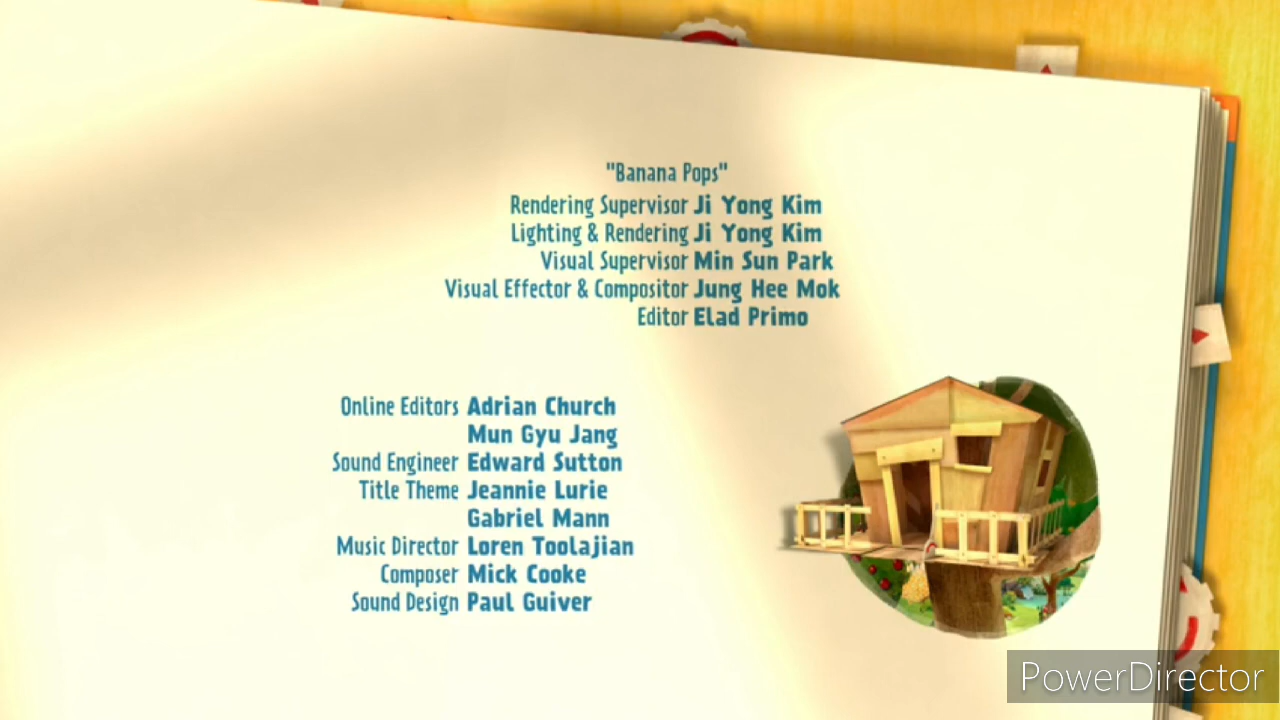 "Banana Pops"
Rendering Supervisor Ji Yong Kim
Lighting & Rendering Ji Yong Kim
Visual Supervisor Min Sun Park
Visual Effector & Compositor Jung Hee Mok
Editor Elad Primo
Online Editors Adrian Church
Mun Gyu Jang
Sound Engineer Edward Sutton
Title Theme Jeannie Lurie
Gabriel Mann
Music Director Loren Toolajian
Composer Mick Cooke
Sound Design Paul Guiver
PowerDirector